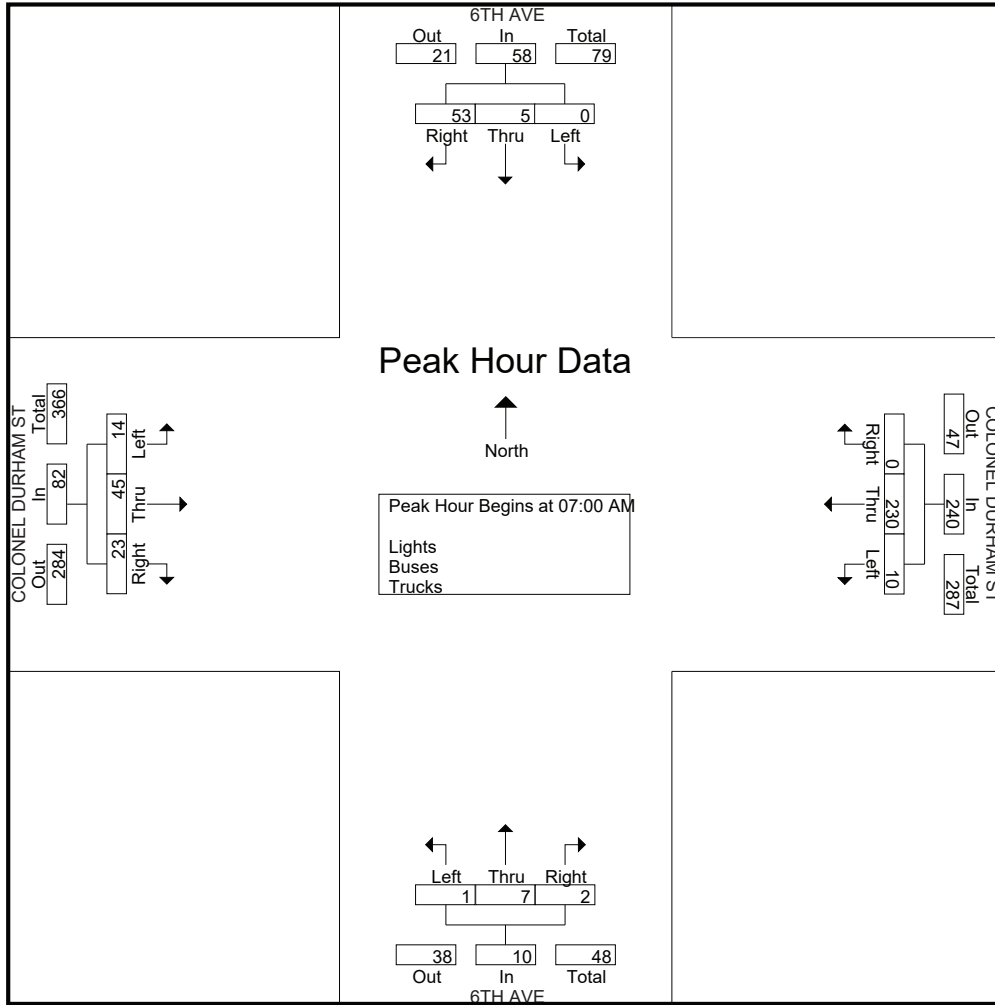 6TH AVE
Out In Total
21 58 79
53 5 0
Right Thru Left
Peak Hour Data
North
Peak Hour Begins at 07:00 AM
Lights
Buses
Trucks
COLONEL DURHAM ST
Total In Out
366 82 284
14 45 23
Left Thru Right
COLONEL DURHAM ST
Out In Total
47 240 287
0 230 10
Right Thru Left
Left Thru Right
1 7 2
38 10 48
Out In Total
6TH AVE